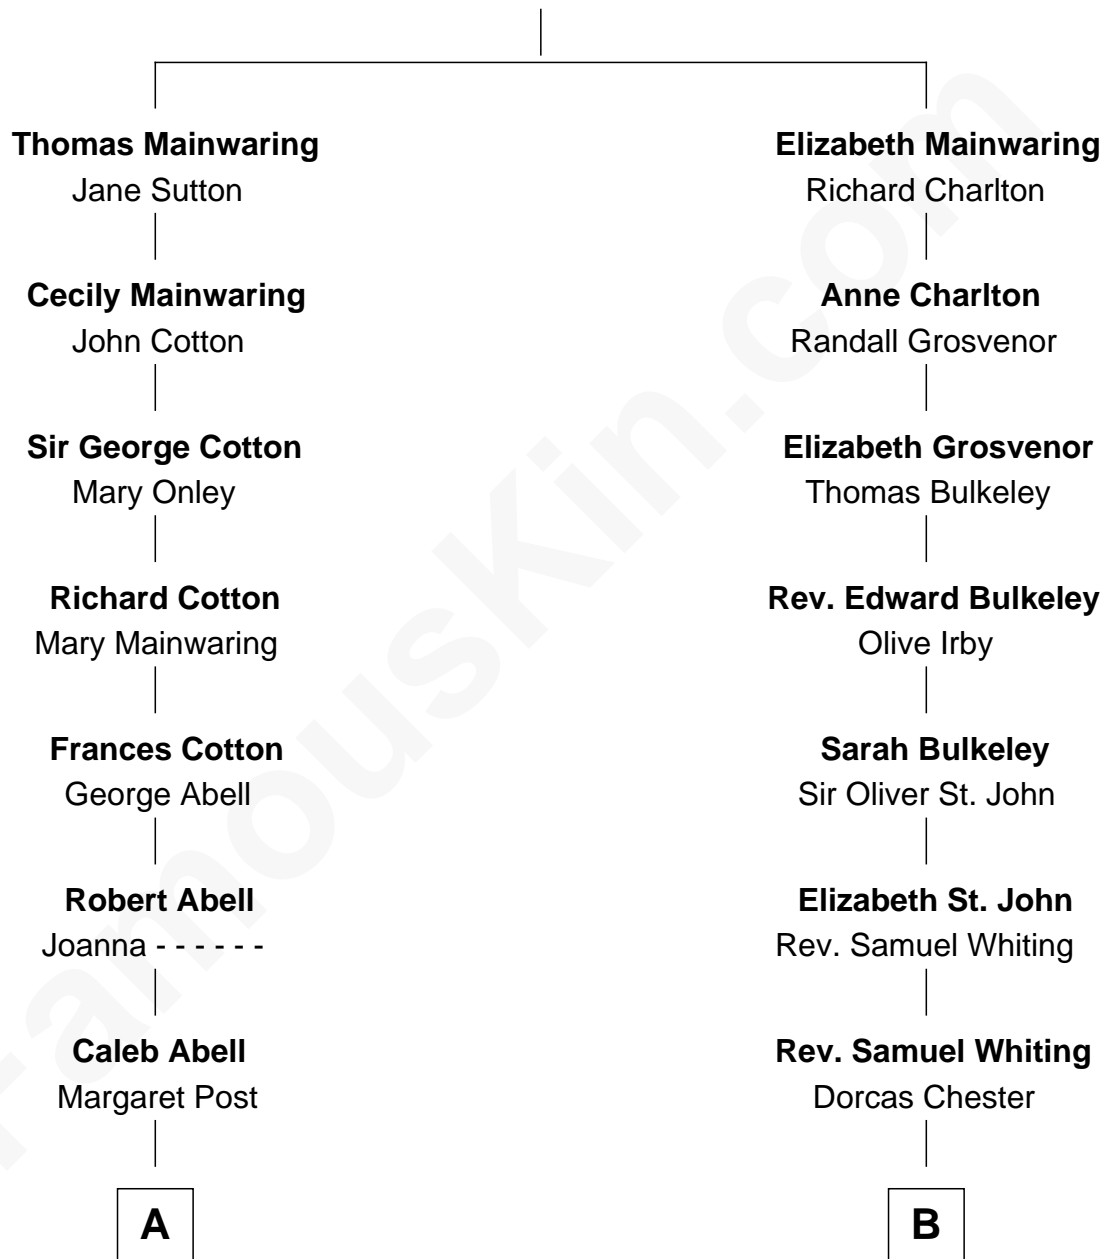 Thomas Mainwaring
Jane Sutton
Cecily Mainwaring
John Cotton
Sir George Cotton
Mary Onley
Richard Cotton
Mary Mainwaring
Frances Cotton
George Abell
Robert Abell
Joanna - - - - - -
Caleb Abell
Margaret Post
A
Elizabeth Mainwaring
Richard Charlton
Anne Charlton
Randall Grosvenor
Elizabeth Grosvenor
Thomas Bulkeley
Rev. Edward Bulkeley
Olive Irby
Sarah Bulkeley
Sir Oliver St. John
Elizabeth St. John
Rev. Samuel Whiting
Rev. Samuel Whiting
Dorcas Chester
B
FamousKin.com